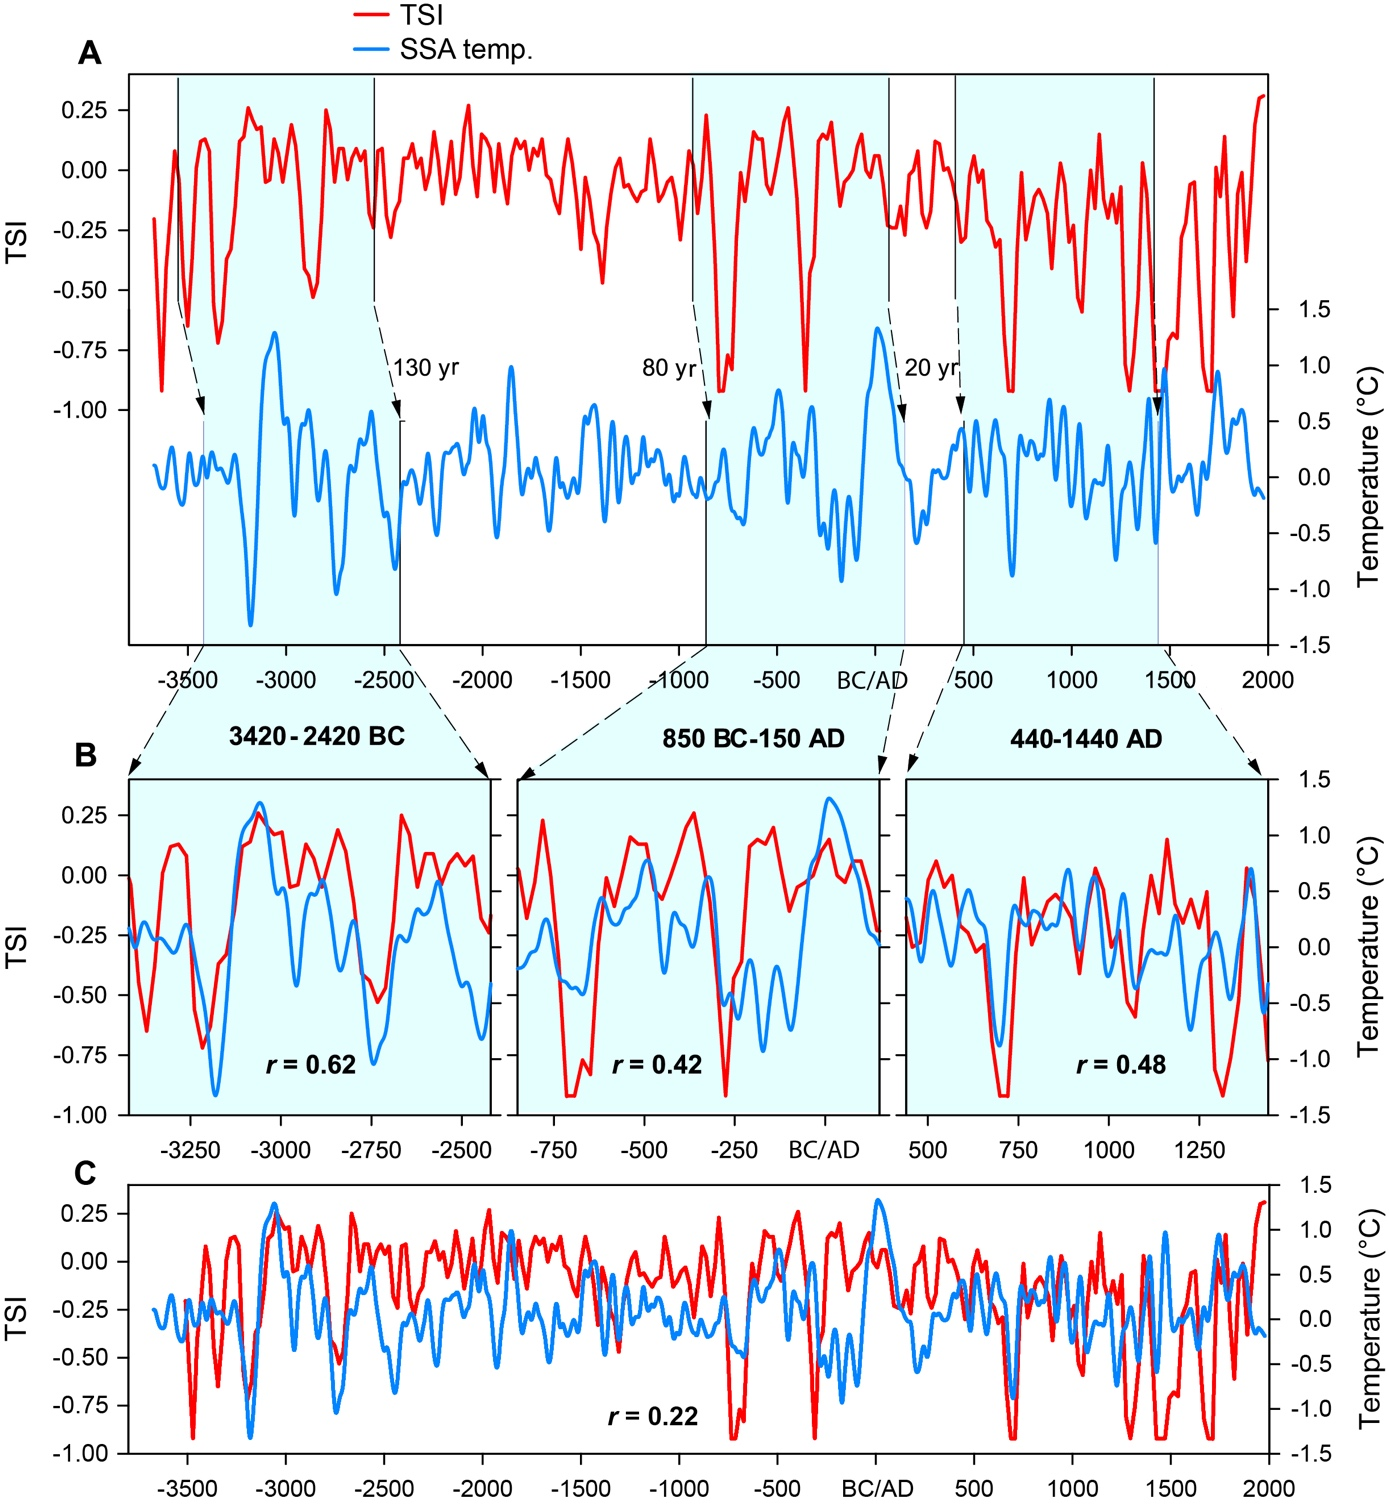 TSI
SSA temp.
A
0.25
0.00
-0.25
-0.50
-0.75
-1.00
TSI
1.5
1.0
0.5
0.0
-0.5
-1.0
-1.5
Temperature (°C)
130 yr
80 yr
20 yr
-3500 -3000 -2500 -2000 -1500 -1000 -500 BC/AD 500 1000 1500 2000
B
3420-2420 BC
850 BC-150 AD
440-1440 AD
0.25
0.00
-0.25
-0.50
-0.75
-1.00
TSI
1.5
1.0
0.5
0.0
-0.5
-1.0
-1.5
Temperature (°C)
r = 0.62
r = 0.42
r = 0.48
-3250 -3000 -2750 -2500
-750 -500 -250 BC/AD
500 750 1000 1250
C
0.25
0.00
-0.25
-0.50
-0.75
-1.00
TSI
1.5
1.0
0.5
0.0
-0.5
-1.0
-1.5
Temperature (°C)
r = 0.22
-3500 -3000 -2500 -2000 -1500 -1000 -500 BC/AD 500 1000 1500 2000